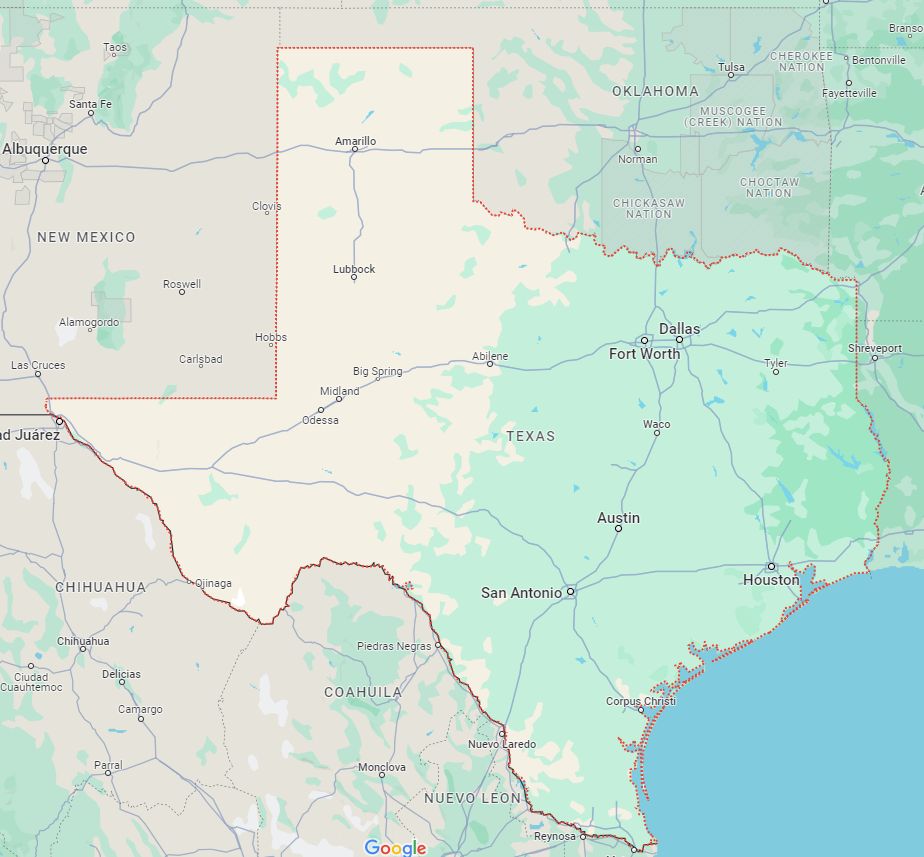 Branso
Taos
Tulsa
CHEROKEE
NATION
Bentonville
OKLAHOMA
Fayetteville
Santa Fe
MUSCOGEE
(CREEK) NATION
Albuquerque
Amarillo
Norman
CHOCTAW
NATION
CHICKASAW
NATION
Clovis
NEW MEXICO
Lubbock
Roswell
Alamogordo
Dallas
Hobbs
Fort Worth
Shreveport
Abilene
Carlsbad
Tyler
Las Cruces
Big Spring
Midland
Odessa
Waco
ad Juárez
TEXAS
Austin
Houston
Ojinaga
CHIHUAHUA
San Antonio
Chihuahua
Piedras Negras
Ciudad
Cuauhtemoc
Delicias
COAHUILA
Corpus Christi
Camargo
Nuevo Laredo
Parral
Monclova
NUEVO LEON
Reynosa
Google